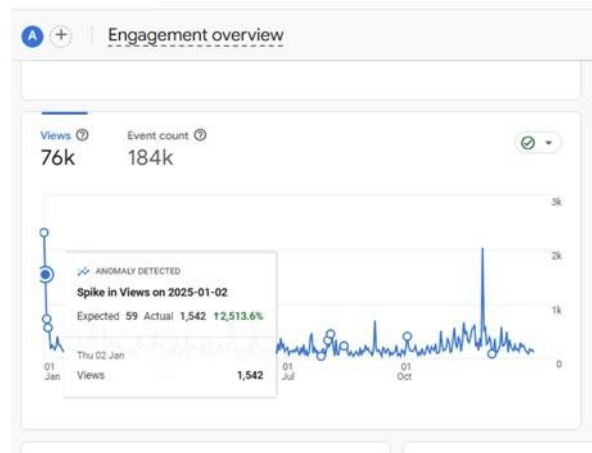 A
Engagement overview
Views Event count
76k 184k
3k
2k
1k
0
ANOMALY DETECTED
Spike in Views on 2025-01-02
Expected 59 Actual 1,542 ↑2,513.6%
Thu 02 Jan
Views 1,542
01 Jan
01 Jul
01 Oct